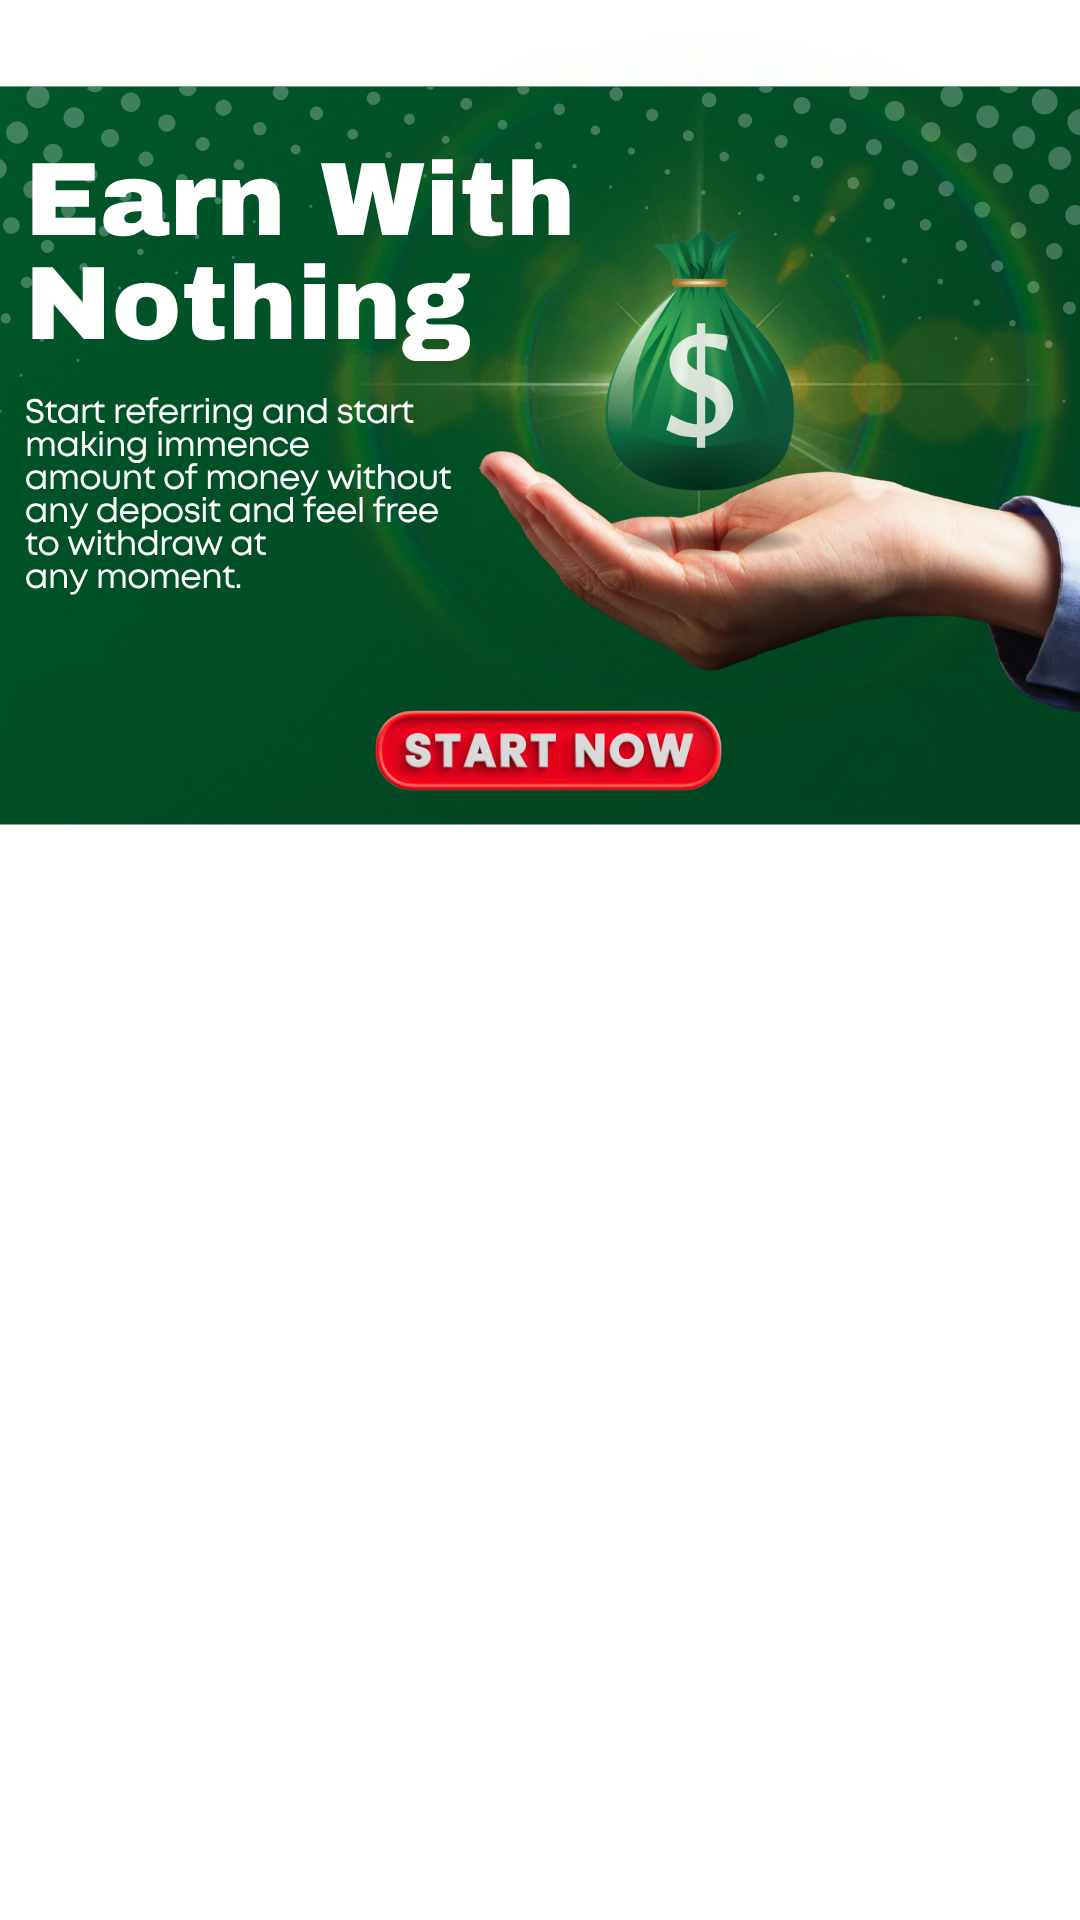 Earn With
Nothing
$
Start referring and start
making immence
amount of money without
any deposit and feel free
to withdraw at
any moment.
START NOW